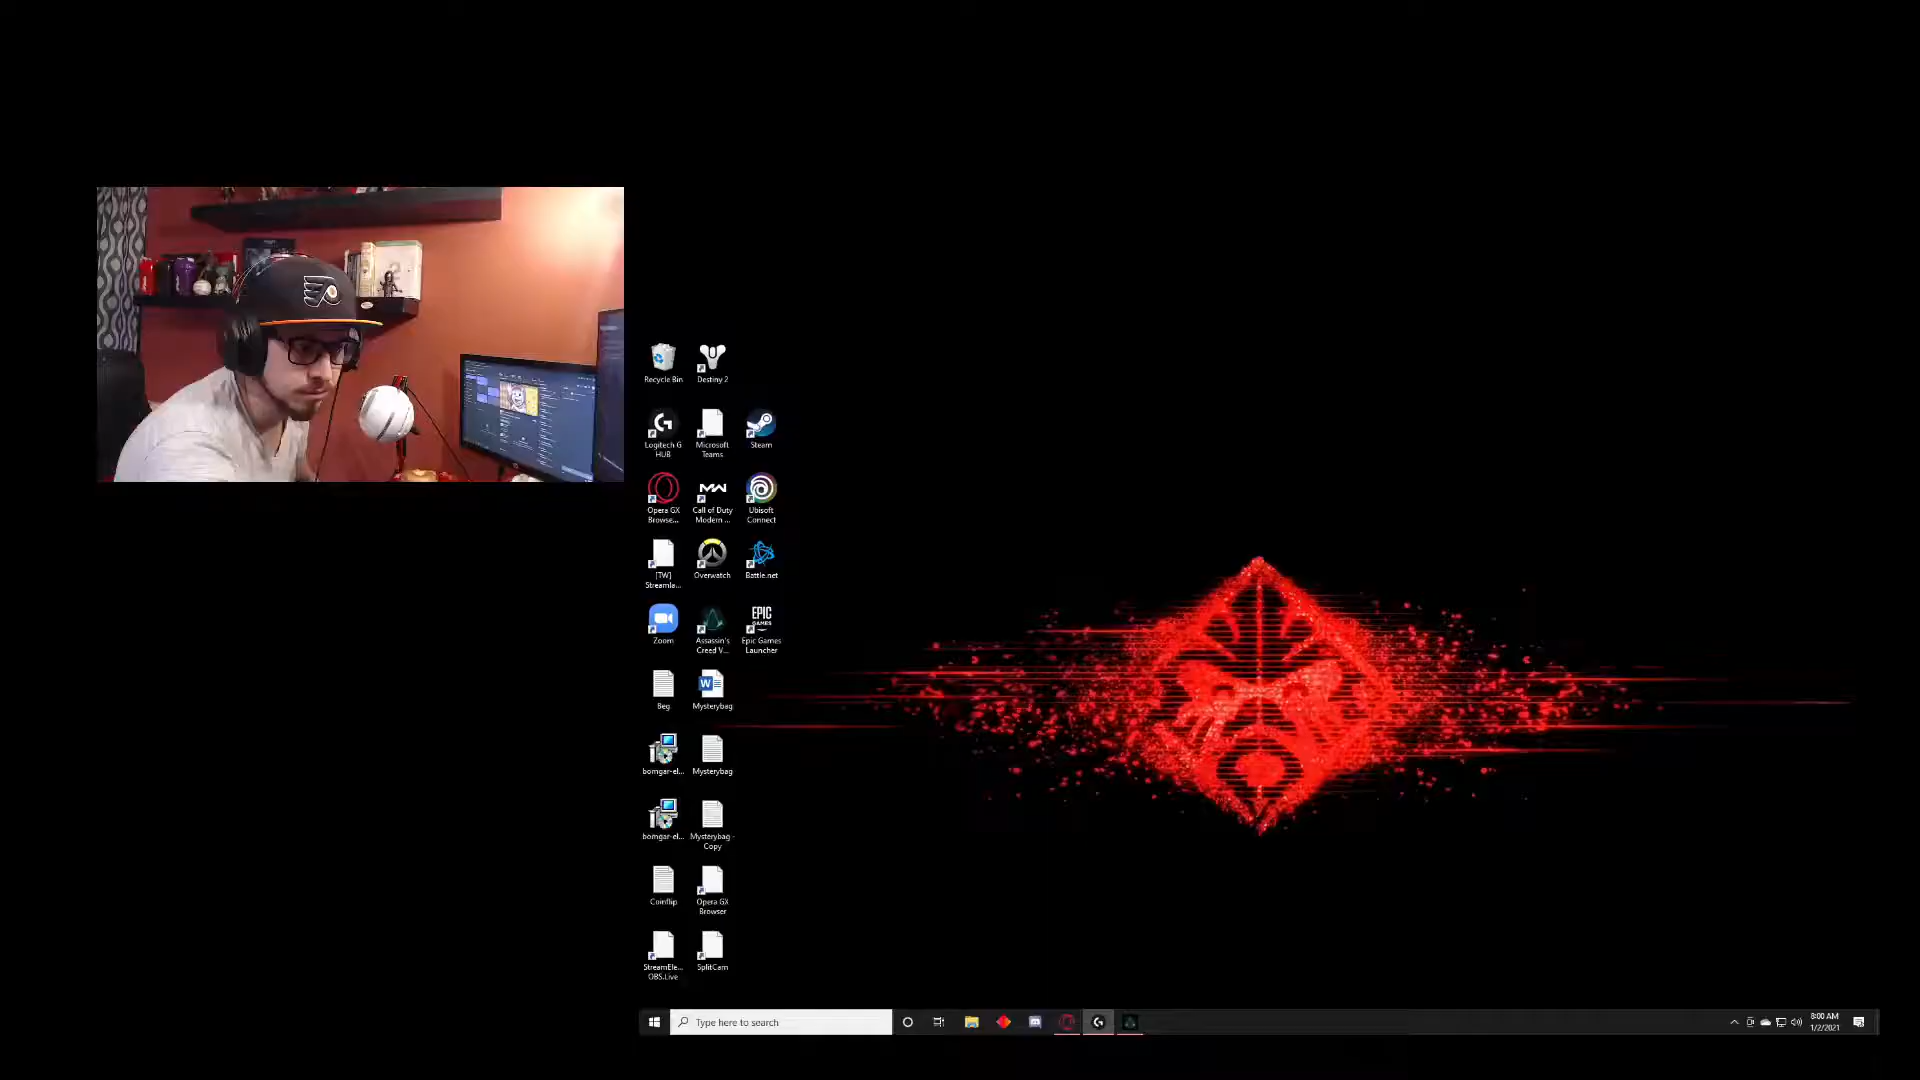 Recycle Bin
Destiny 2
Logitech G
HUB
Microsoft
Teams
Steam
Opera GX
Browse...
Call of Duty
Modern ...
Ubisoft
Connect
[TW]
Streamla...
Overwatch
Battle.net
Zoom
Assassin's
Creed V...
EPIC
GAMES
Epic Games
Launcher
Beg
Mysterybag
bomgar-el...
Mysterybag
bomgar-el...
Mysterybag -
Copy
Coinflip
Opera GX
Browser
StreamEle...
OBS.Live
SplitCam
Type here to search
8:00 AM
1/2/2021